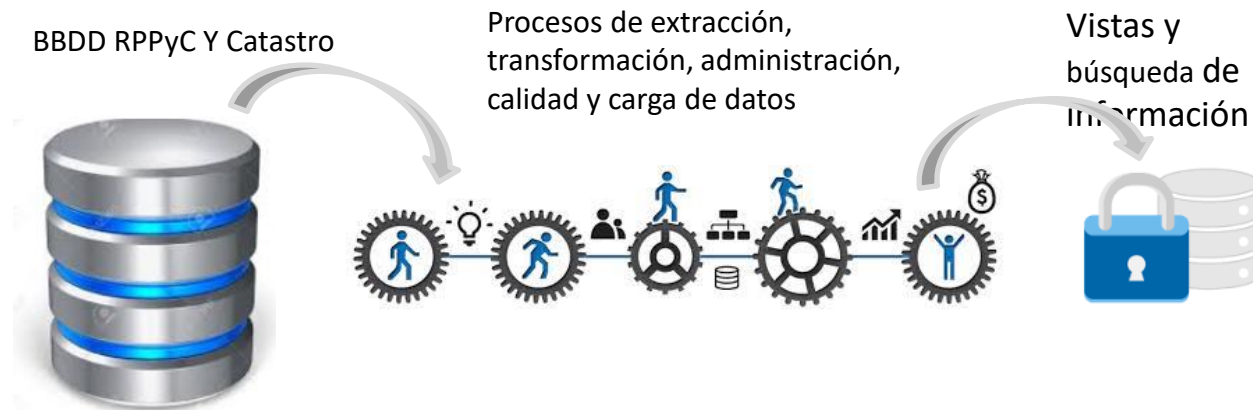 BBDD RPPyC Y Catastro
Procesos de extracción,
transformación, administración,
calidad y carga de datos
Vistas y
búsqueda de
información
$